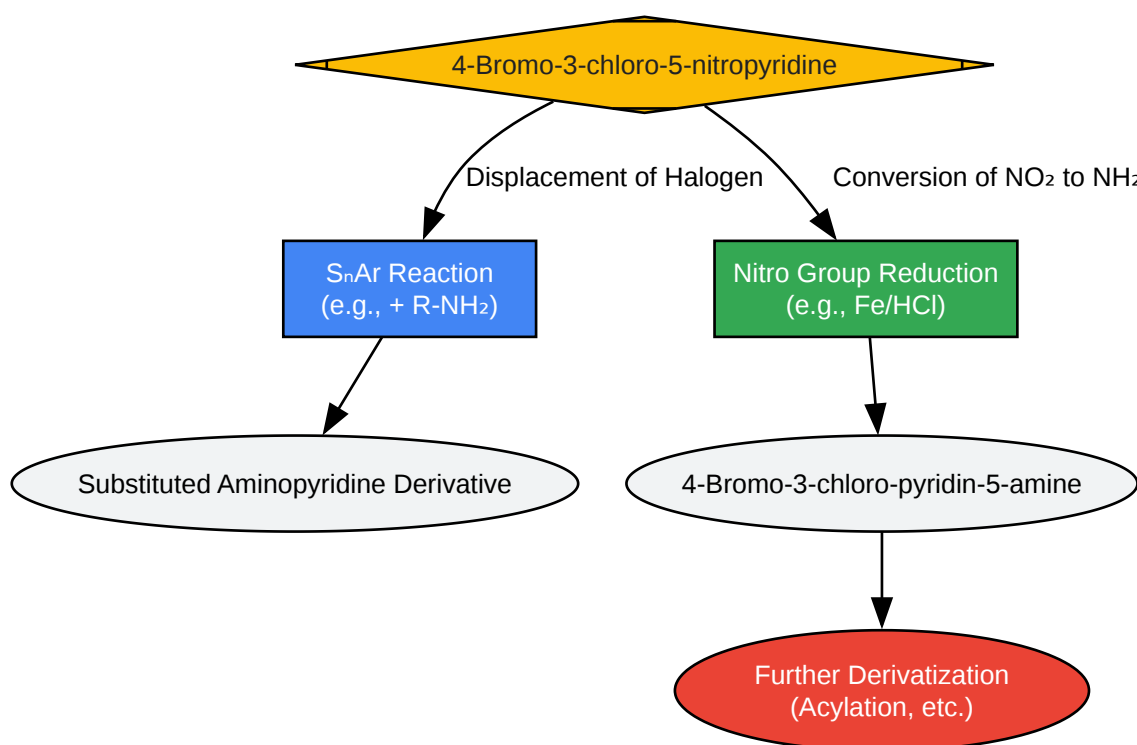 4-Bromo-3-chloro-5-nitropyridine
Displacement of Halogen
Conversion of NO₂ to NH₂
SₙAr Reaction
(e.g., + R-NH₂)
Nitro Group Reduction
(e.g., Fe/HCl)
Substituted Aminopyridine Derivative
4-Bromo-3-chloro-pyridin-5-amine
Further Derivatization
(Acylation, etc.)